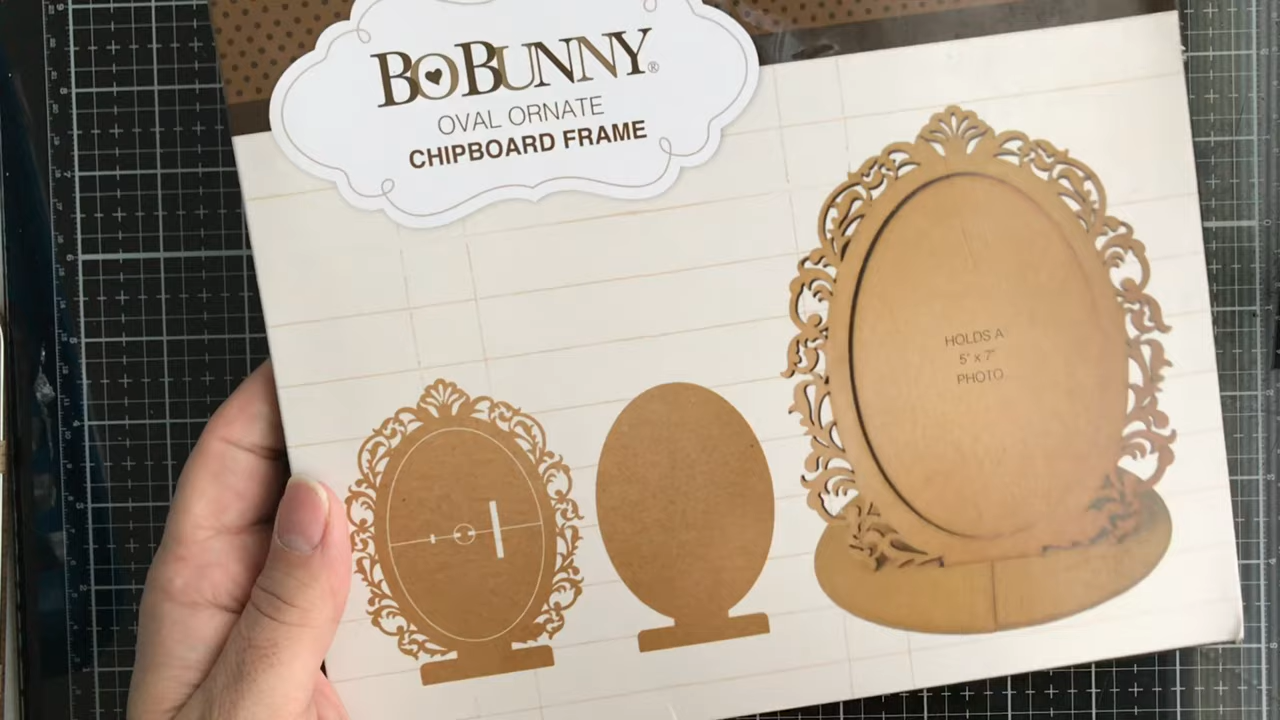 BOBUNNY®
OVAL ORNATE
CHIPBOARD FRAME
HOLDS A
5" x 7"
PHOTO